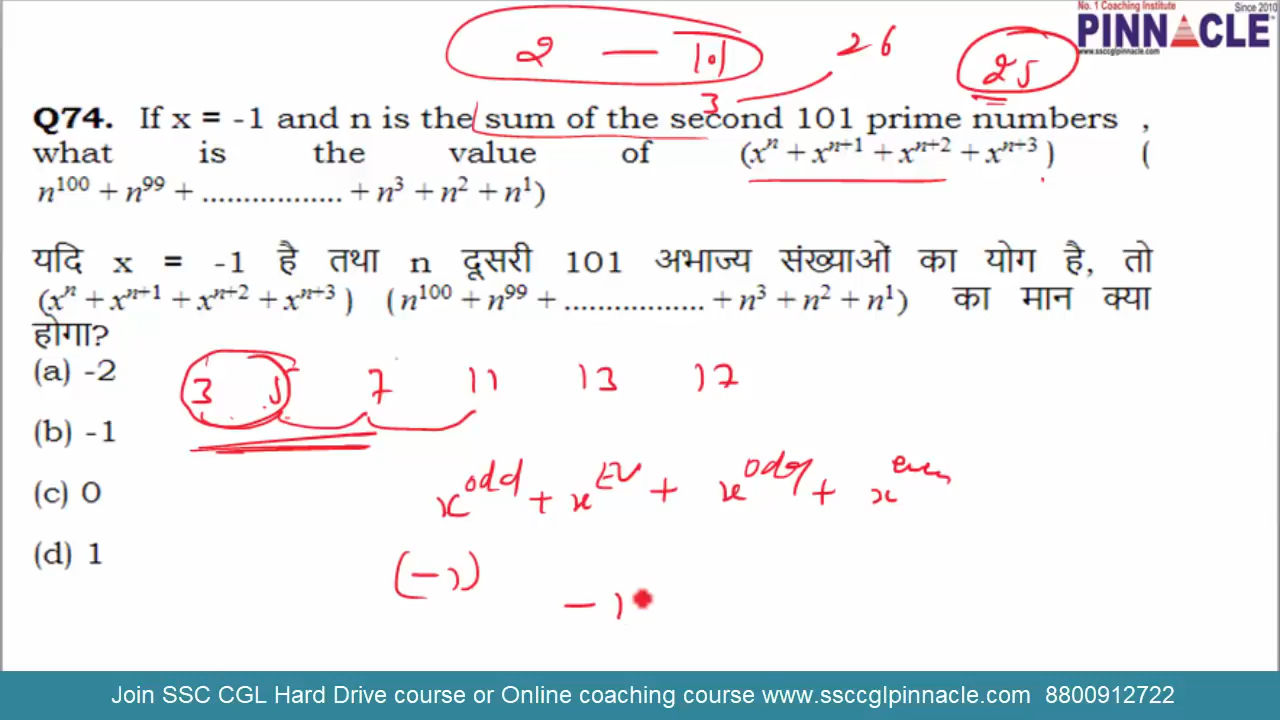 No. 1 Coaching Institute Since 2010
PINNACLE
www.ssccglpinnacle.com
2 — 101 26 25
3
Q74. If x = -1 and n is the sum of the second 101 prime numbers ,
what is the value of (xⁿ + xⁿ⁺¹ + xⁿ⁺² + xⁿ⁺³ ) (
n¹⁰⁰ + n⁹⁹ + ................. + n³ + n² + n¹)
यदि x = -1 है तथा n दूसरी 101 अभाज्य संख्याओं का योग है, तो
(xⁿ + xⁿ⁺¹ + xⁿ⁺² + xⁿ⁺³ ) ( n¹⁰⁰ + n⁹⁹ + ................. + n³ + n² + n¹) का मान क्या
होगा?
(a) -2
3 5 7 11 13 17
(b) -1
(c) 0
x^odd + x^EV + x^odd + x^even
(d) 1
(-1)
-1
Join SSC CGL Hard Drive course or Online coaching course www.ssccglpinnacle.com 8800912722